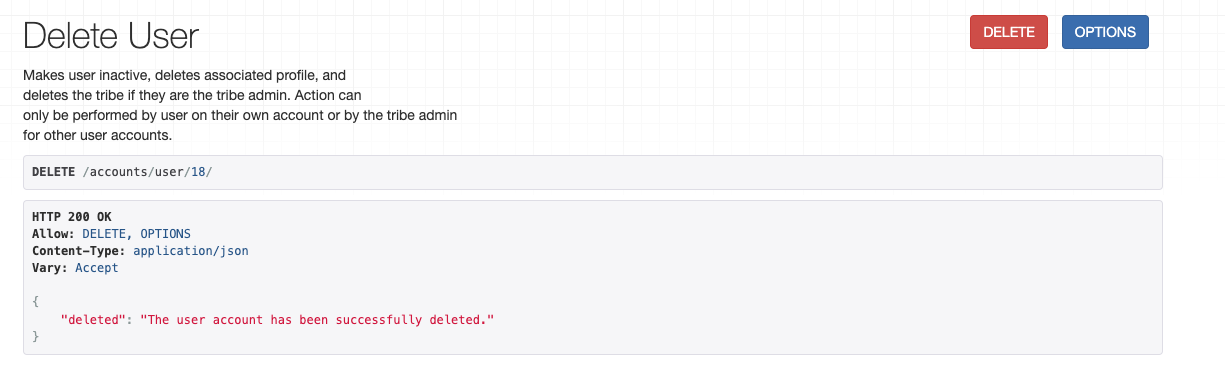 Delete User
DELETE
OPTIONS
Makes user inactive, deletes associated profile, and
deletes the tribe if they are the tribe admin. Action can
only be performed by user on their own account or by the tribe admin
for other user accounts.
DELETE /accounts/user/18/
HTTP 200 OK
Allow: DELETE, OPTIONS
Content-Type: application/json
Vary: Accept
{
    "deleted": "The user account has been successfully deleted."
}